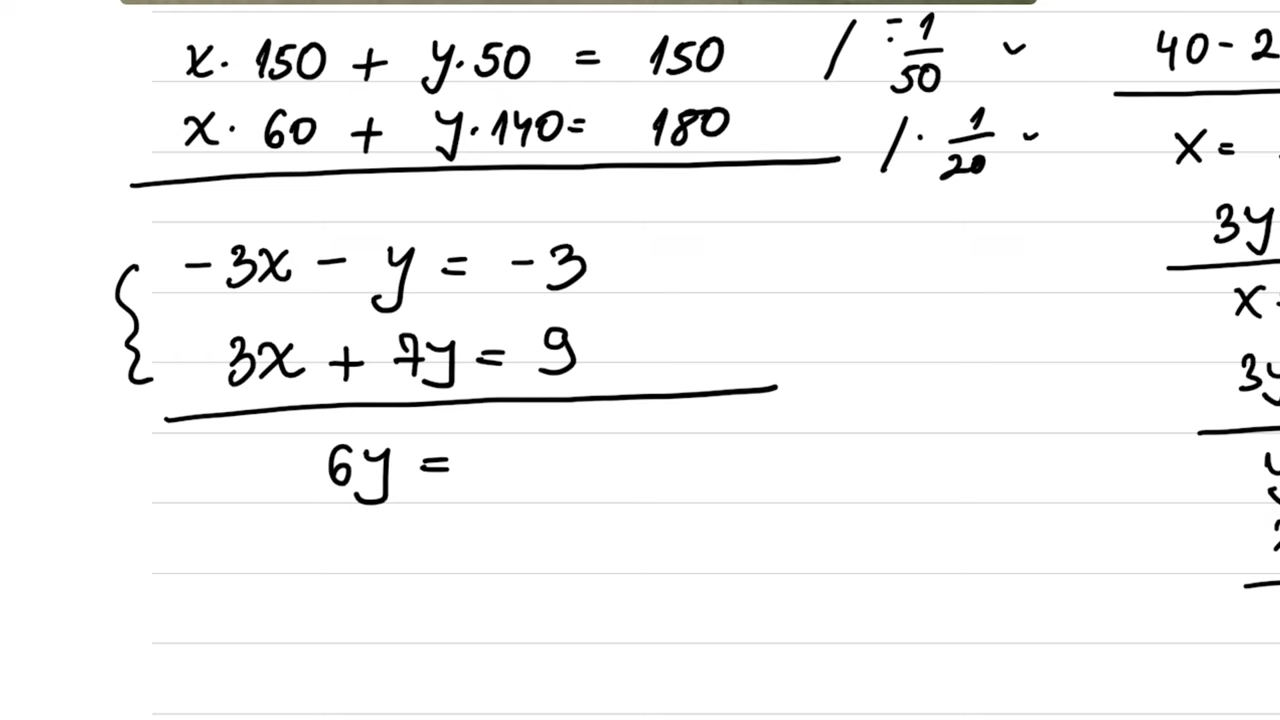 x · 150 + y · 50 = 150 / · -1/50
x · 60 + y · 140 = 180 / · 1/20
-3x - y = -3
3x + 7y = 9
6y =
40 - 2
x =
3y
x
3y